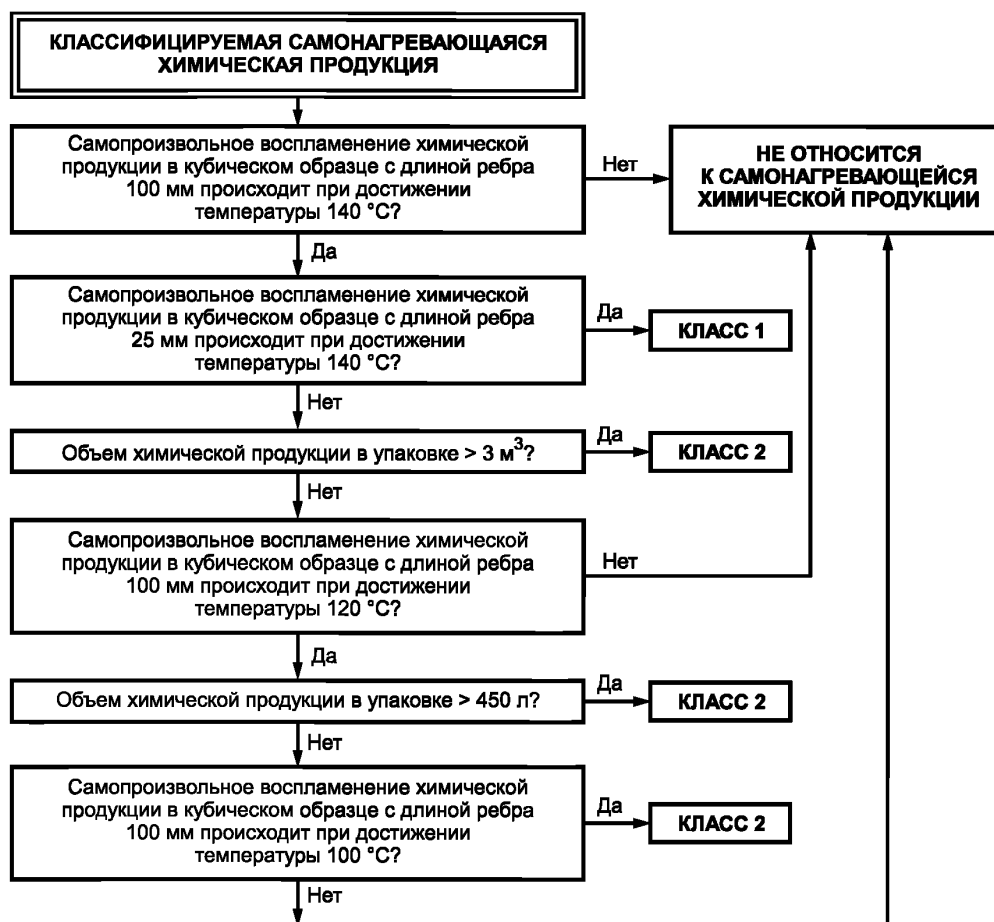 КЛАССИФИЦИРУЕМАЯ САМОНАГРЕВАЮЩАЯСЯ
ХИМИЧЕСКАЯ ПРОДУКЦИЯ
Самопроизвольное воспламенение химической
продукции в кубическом образце с длиной ребра
100 мм происходит при достижении
температуры 140 °С?
Нет
НЕ ОТНОСИТСЯ
К САМОНАГРЕВАЮЩЕЙСЯ
ХИМИЧЕСКОЙ ПРОДУКЦИИ
Да
Самопроизвольное воспламенение химической
продукции в кубическом образце с длиной ребра
25 мм происходит при достижении
температуры 140 °С?
Да
КЛАСС 1
Нет
Объем химической продукции в упаковке > 3 м³?
Да
КЛАСС 2
Нет
Самопроизвольное воспламенение химической
продукции в кубическом образце с длиной ребра
100 мм происходит при достижении
температуры 120 °С?
Нет
Да
Объем химической продукции в упаковке > 450 л?
Да
КЛАСС 2
Нет
Самопроизвольное воспламенение химической
продукции в кубическом образце с длиной ребра
100 мм происходит при достижении
температуры 100 °С?
Да
КЛАСС 2
Нет